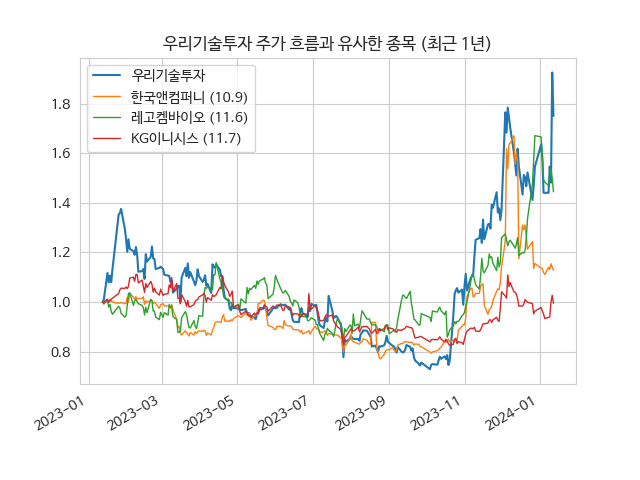 우리기술투자 주가 흐름과 유사한 종목 (최근 1년)
우리기술투자
한국앤컴퍼니 (10.9)
레고켐바이오 (11.6)
KG이니시스 (11.7)
1.8
1.6
1.4
1.2
1.0
0.8
2023-01
2023-03
2023-05
2023-07
2023-09
2023-11
2024-01